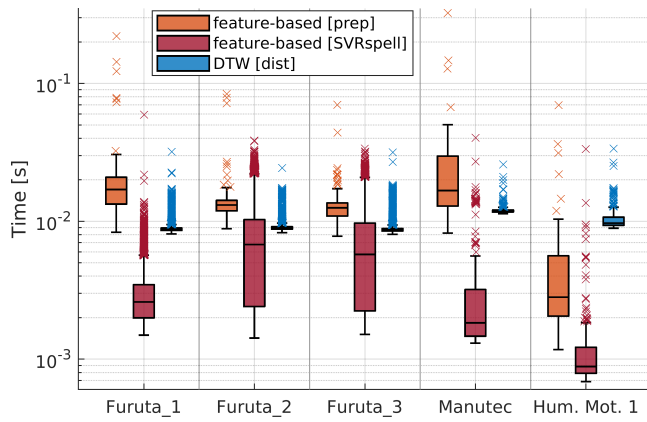 feature-based [prep]
feature-based [SVRspell]
DTW [dist]
Time [s]
10^-1
10^-2
10^-3
Furuta_1 Furuta_2 Furuta_3 Manutec Hum. Mot. 1